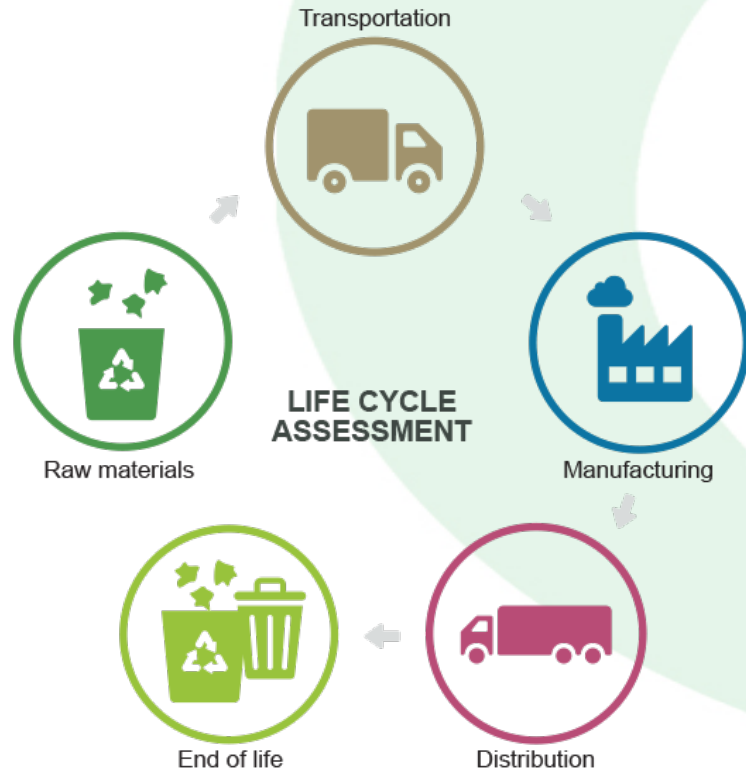 Transportation
LIFE CYCLE
ASSESSMENT
Raw materials
Manufacturing
End of life
Distribution